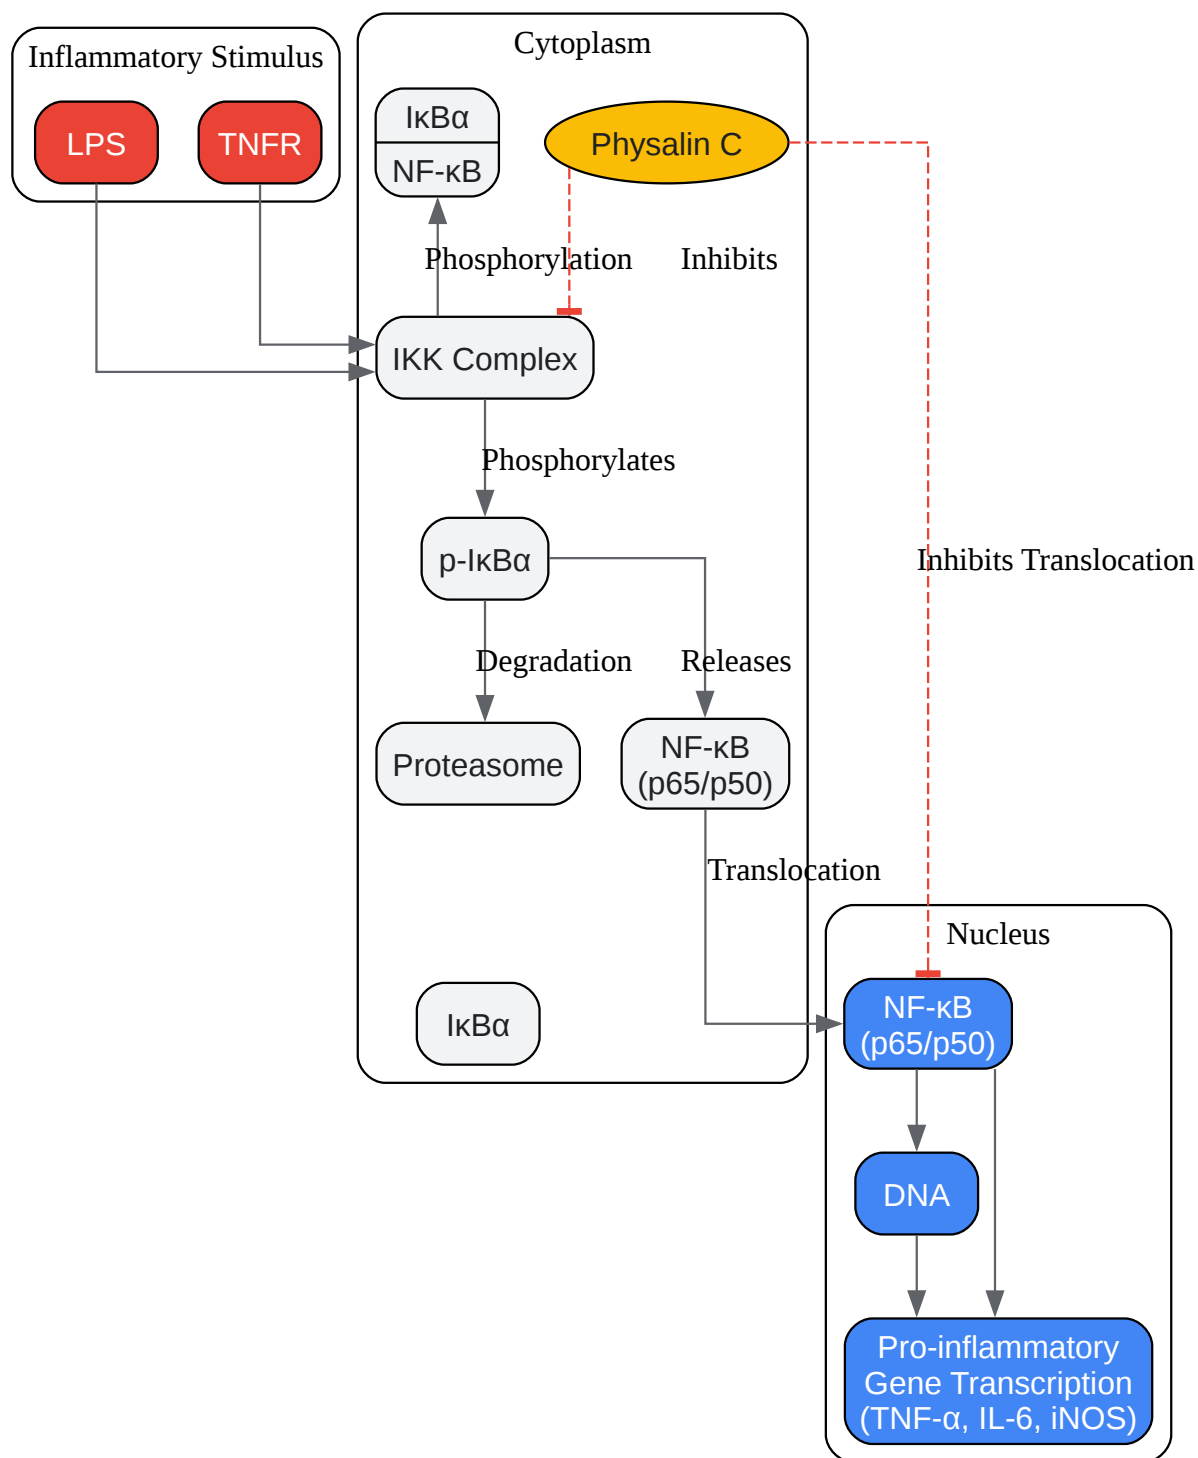 Inflammatory Stimulus
LPS
TNFR
Cytoplasm
IκBα
NF-κB
Physalin C
Phosphorylation
Inhibits
IKK Complex
Phosphorylates
p-IκBα
Inhibits Translocation
Degradation
Releases
Proteasome
NF-κB
(p65/p50)
Translocation
IκBα
Nucleus
NF-κB
(p65/p50)
DNA
Pro-inflammatory
Gene Transcription
(TNF-α, IL-6, iNOS)